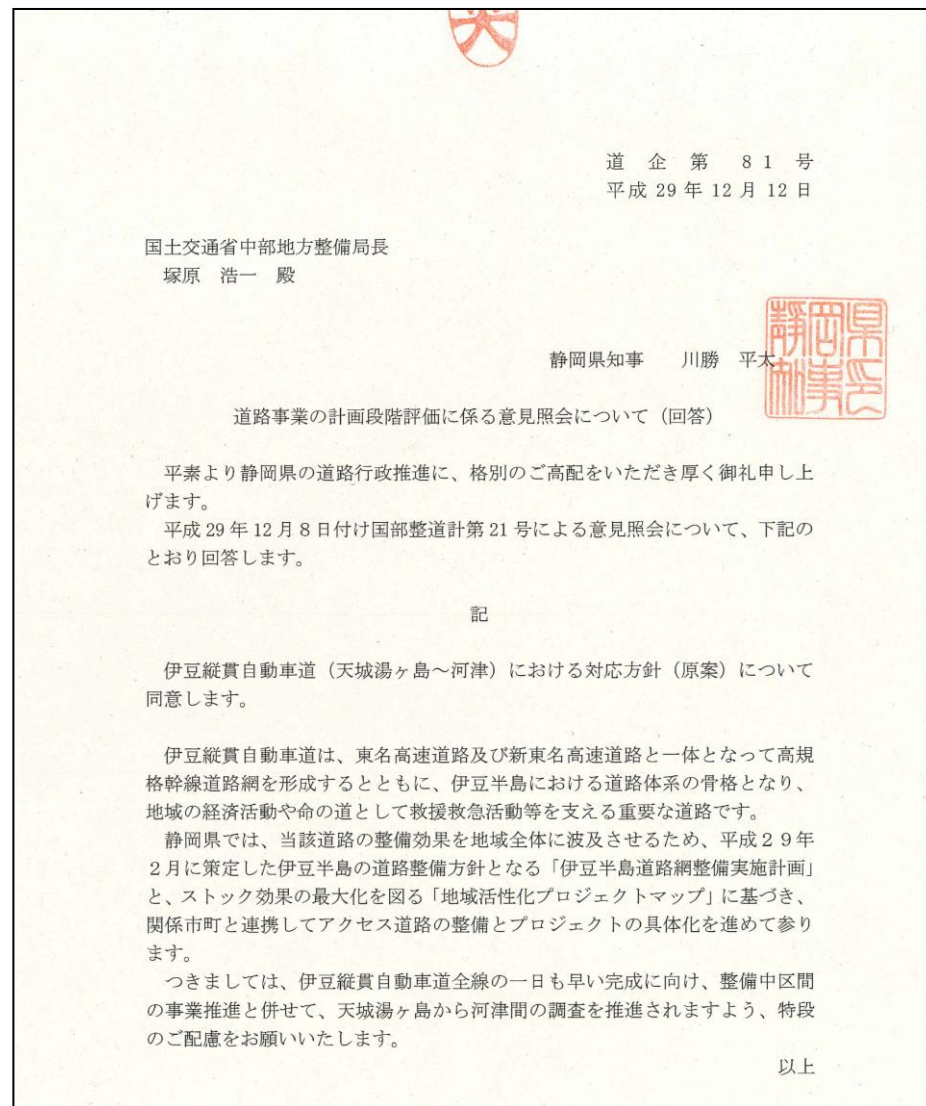 道企第81号
平成29年12月12日
国土交通省中部地方整備局長
塚原 浩一 殿
静岡県知事 川勝 平太
静岡県知事之印
道路事業の計画段階評価に係る意見照会について（回答）
平素より静岡県の道路行政推進に、格別のご高配をいただき厚く御礼申し上
げます。
平成29年12月8日付け国部整道計第21号による意見照会について、下記の
とおり回答します。
記
伊豆縦貫自動車道（天城湯ヶ島～河津）における対応方針（原案）について
同意します。
伊豆縦貫自動車道は、東名高速道路及び新東名高速道路と一体となって高規
格幹線道路網を形成するとともに、伊豆半島における道路体系の骨格となり、
地域の経済活動や命の道として救援救急活動等を支える重要な道路です。
静岡県では、当該道路の整備効果を地域全体に波及させるため、平成２９年
２月に策定した伊豆半島の道路整備方針となる「伊豆半島道路網整備実施計画」
と、ストック効果の最大化を図る「地域活性化プロジェクトマップ」に基づき、
関係市町と連携してアクセス道路の整備とプロジェクトの具体化を進めて参り
ます。
つきましては、伊豆縦貫自動車道全線の一日も早い完成に向け、整備中区間
の事業推進と併せて、天城湯ヶ島から河津間の調査を推進されますよう、特段
のご配慮をお願いいたします。
以上